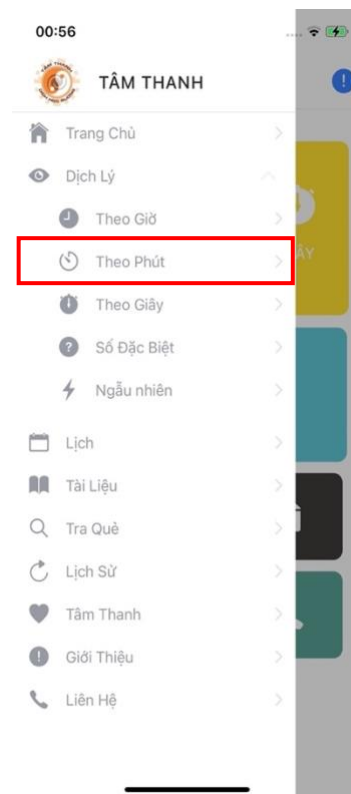 00:56
TÂM THANH
Trang Chủ
Dịch Lý
Theo Giờ
Theo Phút
ÂY
Theo Giây
Số Đặc Biệt
Ngẫu nhiên
Lịch
Tài Liệu
Tra Quẻ
Lịch Sử
Tâm Thanh
Giới Thiệu
Liên Hệ